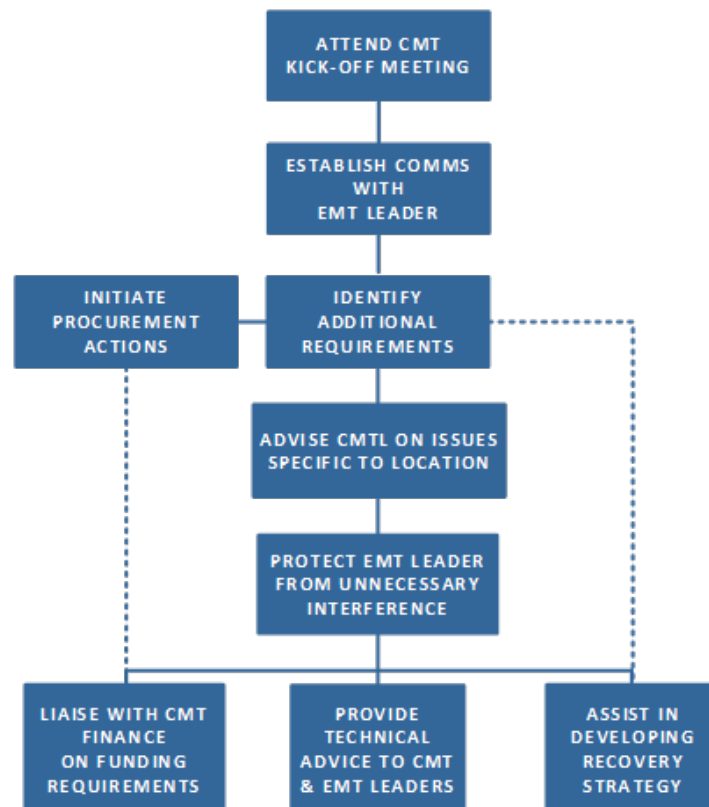 ATTEND CMT
KICK-OFF MEETING
ESTABLISH COMMS
WITH
EMT LEADER
INITIATE
PROCUREMENT
ACTIONS
IDENTIFY
ADDITIONAL
REQUIREMENTS
ADVISE CMTL ON ISSUES
SPECIFIC TO LOCATION
PROTECT EMT LEADER
FROM UNNECESSARY
INTERFERENCE
LIAISE WITH CMT
FINANCE
ON FUNDING
REQUIREMENTS
PROVIDE
TECHNICAL
ADVICE TO CMT
& EMT LEADERS
ASSIST IN
DEVELOPING
RECOVERY
STRATEGY